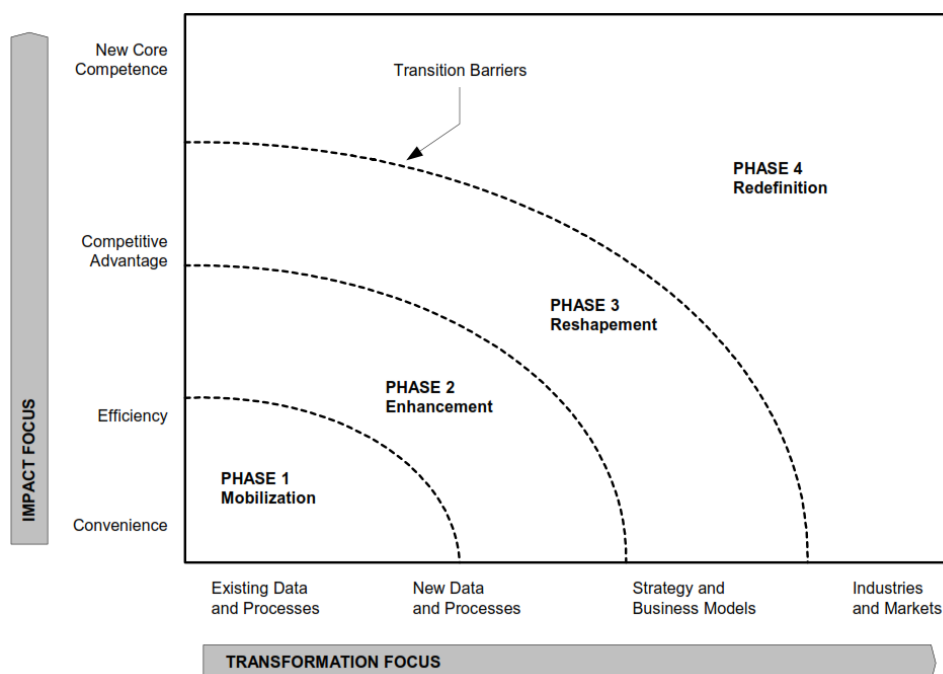 New Core
Competence
Transition Barriers
PHASE 4
Redefinition
Competitive
Advantage
PHASE 3
Reshapement
PHASE 2
Enhancement
Efficiency
PHASE 1
Mobilization
Convenience
IMPACT FOCUS
Existing Data
and Processes
New Data
and Processes
Strategy and
Business Models
Industries
and Markets
TRANSFORMATION FOCUS